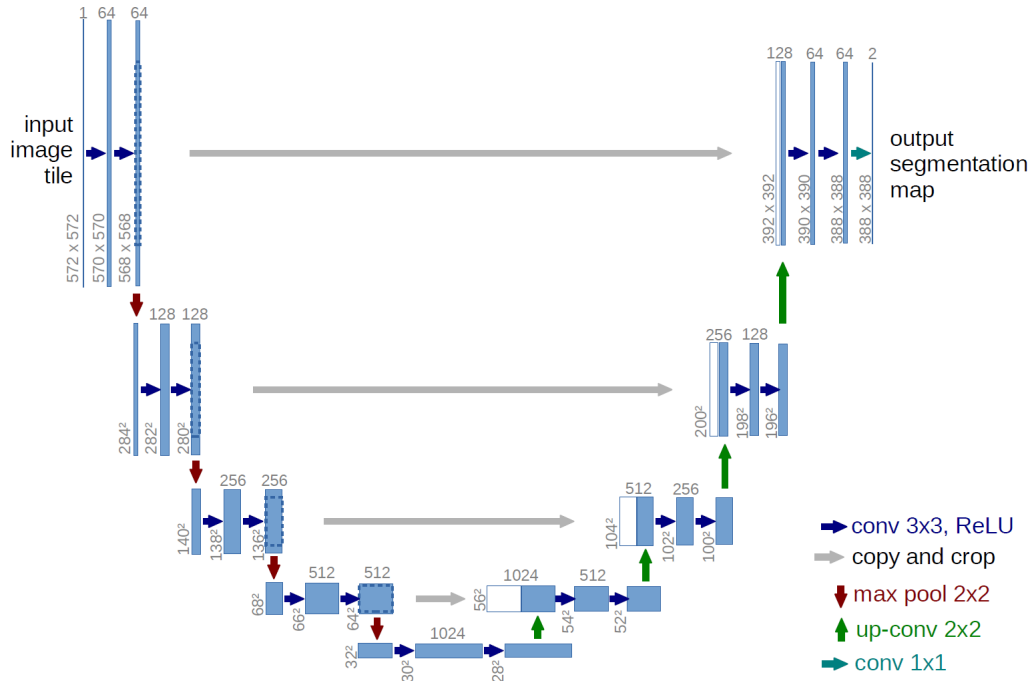 1
64
64
input
image
tile
572 x 572
570 x 570
568 x 568
128
64
64
2
output
segmentation
map
392 x 392
390 x 390
388 x 388
388 x 388
128
128
284²
282²
280²
256
128
200²
198²
196²
256
256
140²
138²
136²
512
256
104²
102²
100²
512
512
68²
66²
64²
1024
512
56²
54²
52²
1024
32²
30²
28²
conv 3x3, ReLU
copy and crop
max pool 2x2
up-conv 2x2
conv 1x1